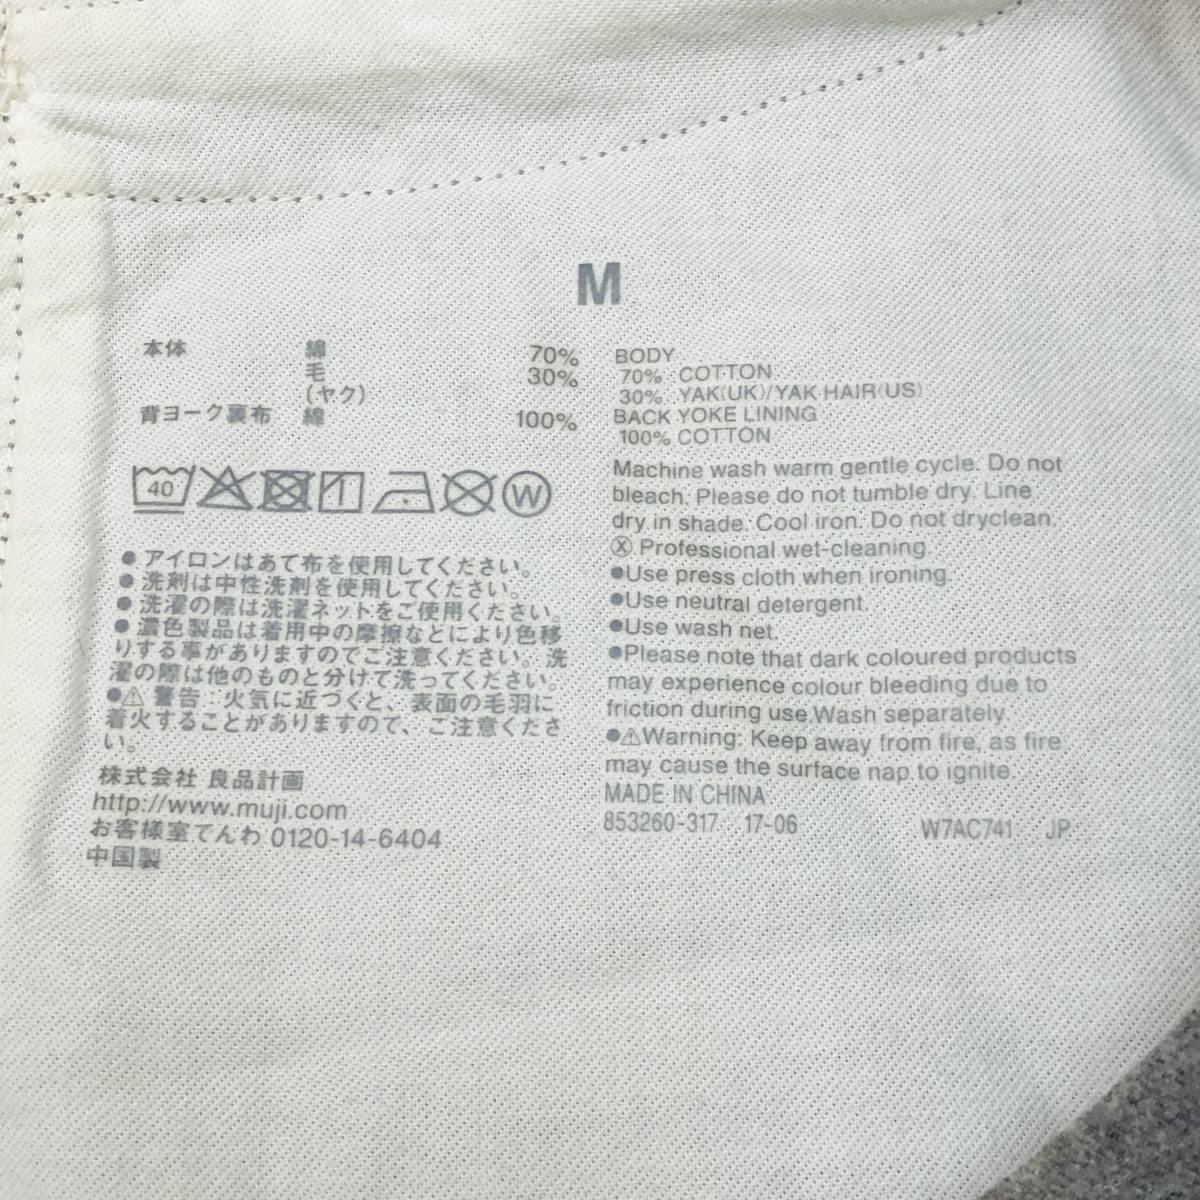 M
本体 綿 70%
毛 30%
(ヤク)
背ヨーク裏布 綿 100%
40 W
● アイロンはあて布を使用してください。
● 洗剤は中性洗剤を使用してください。
● 洗濯の際は洗濯ネットをご使用ください。
● 濃色製品は着用中の摩擦などにより色移
りする事がありますのでご注意ください。洗
濯の際は他のものと分けて洗ってください。
●⚠ 警告：火気に近づくと、表面の毛羽に
着火することがありますので、ご注意くださ
い。
株式会社 良品計画
http://www.muji.com
お客様室でんわ 0120-14-6404
中国製
BODY
70% COTTON
30% YAK(UK)/YAK HAIR(US)
BACK YOKE LINING
100% COTTON
Machine wash warm gentle cycle. Do not
bleach. Please do not tumble dry. Line
dry in shade. Cool iron. Do not dryclean.
Ⓧ Professional wet-cleaning.
●Use press cloth when ironing.
●Use neutral detergent.
●Use wash net.
●Please note that dark coloured products
may experience colour bleeding due to
friction during use.Wash separately.
●⚠Warning: Keep away from fire, as fire
may cause the surface nap to ignite.
MADE IN CHINA
853260-317 17-06 W7AC741 JP